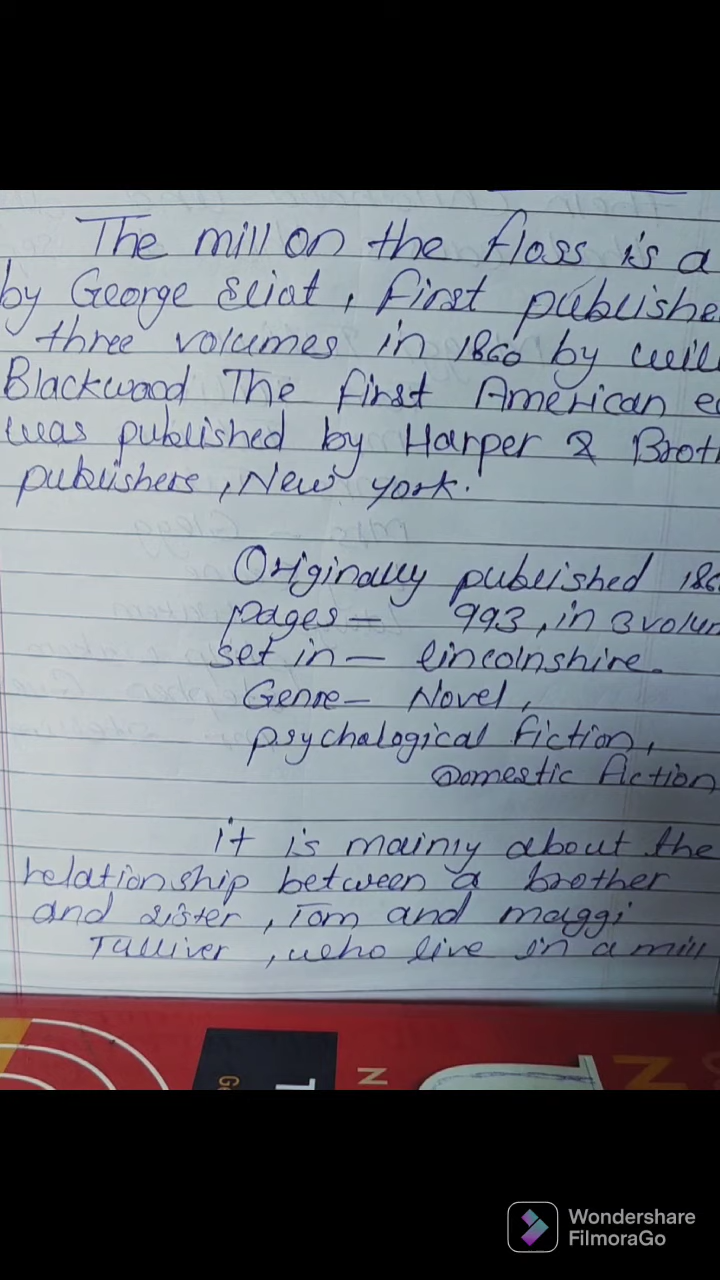 The mill on the floss is a
by George Eliot, first publishe
three volumes in 1860 by will
Blackwood The first American e
was published by Harper & Broth
publishers, New york.
Originally published 186
pages — 993, in 3 volum
set in — lincolnshire.
Genre — Novel,
psychological fiction,
Domestic fiction
it is mainly about the
relationship between a brother
and sister, Tom and maggi
Tulliver, who live in a mill
N
T
GO
N
Wondershare
FilmoraGo